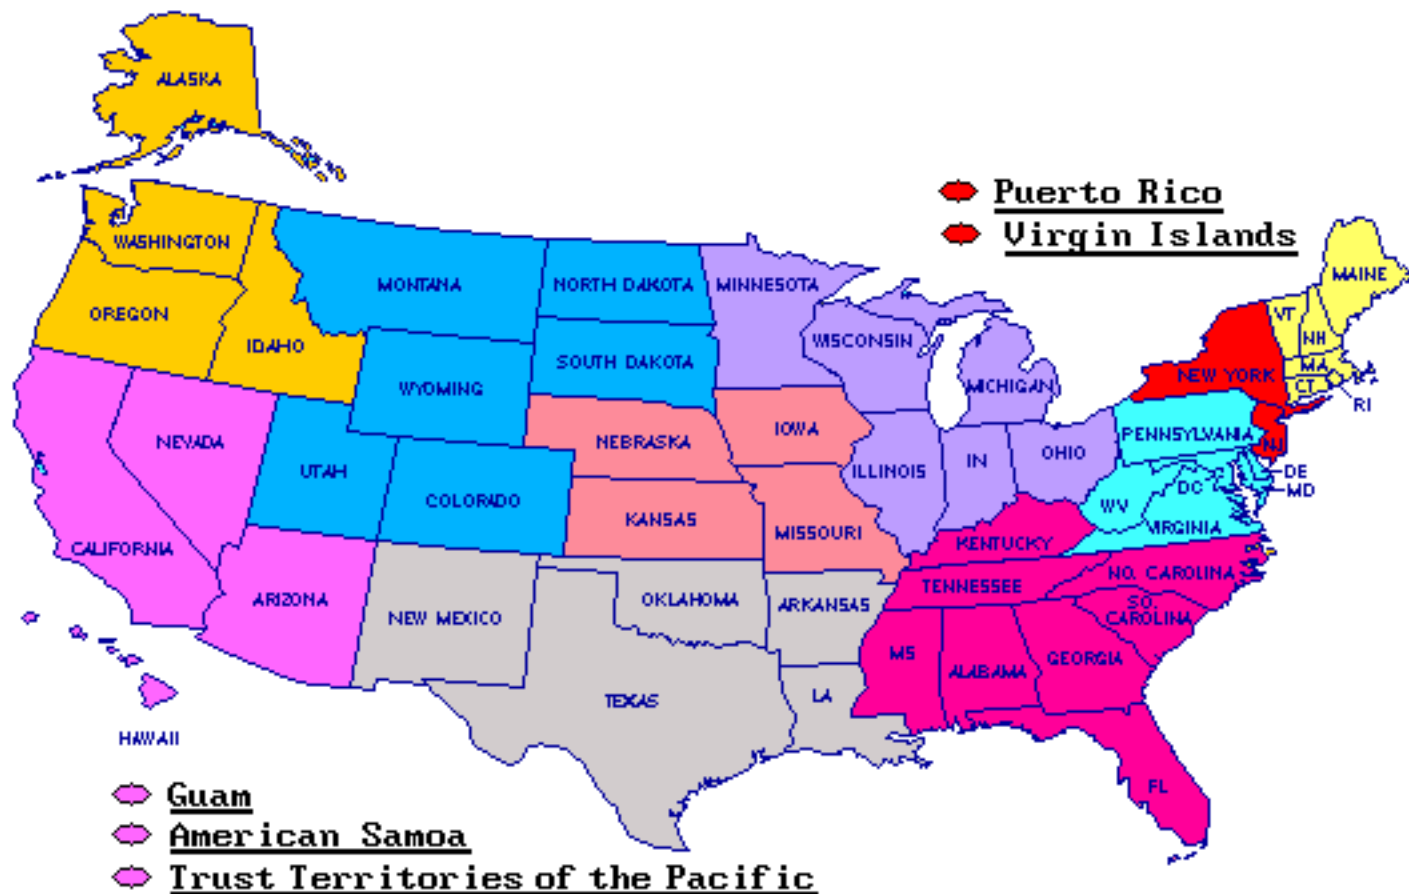 ALASKA
Puerto Rico
Virgin Islands
WASHINGTON
MAINE
MONTANA
NORTH DAKOTA
MINNESOTA
OREGON
VT
IDAHO
NH
WISCONSIN
SOUTH DAKOTA
MA
NEW YORK
WYOMING
MICHIGAN
CT
RI
NEVADA
NEBRASKA
IOWA
PENNSYLVANIA
NJ
OHIO
UTAH
ILLINOIS
IN
DE
COLORADO
DC
MD
WV
KANSAS
MISSOURI
VIRGINIA
CALIFORNIA
KENTUCKY
NO. CAROLINA
TENNESSEE
ARIZONA
OKLAHOMA
ARKANSAS
SO.
CAROLINA
NEW MEXICO
MS
GEORGIA
ALABAMA
TEXAS
LA
HAWAII
FL
Guam
American Samoa
Trust Territories of the Pacific